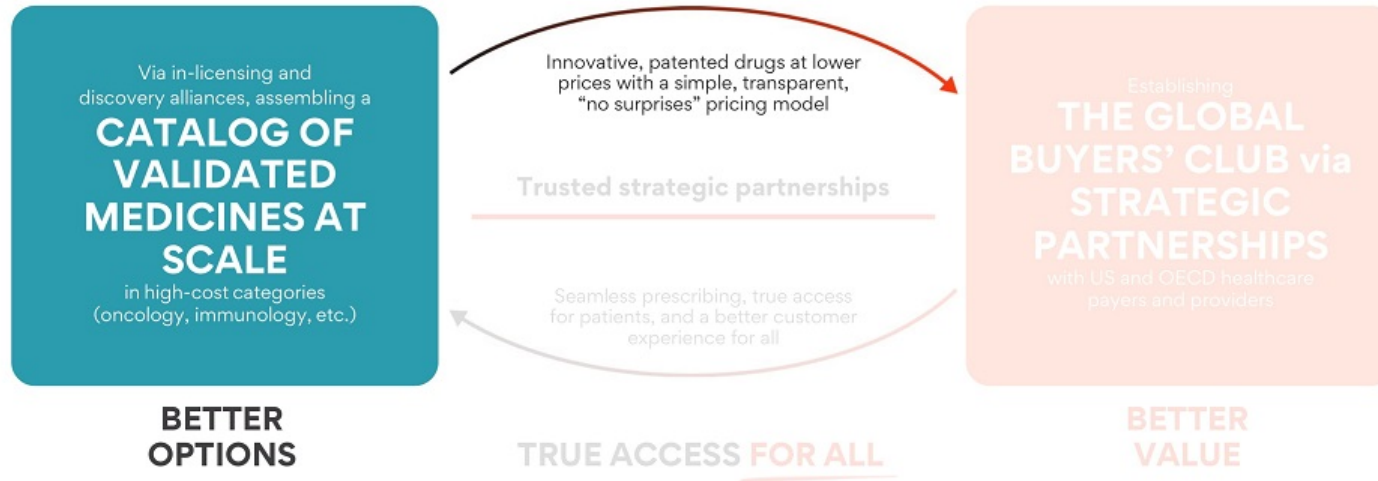 Via in-licensing and
discovery alliances, assembling a
CATALOG OF
VALIDATED
MEDICINES AT
SCALE
in high-cost categories
(oncology, immunology, etc.)
BETTER
OPTIONS
Innovative, patented drugs at lower
prices with a simple, transparent,
“no surprises” pricing model
Trusted strategic partnerships
Seamless prescribing, true access
for patients, and a better customer
experience for all
TRUE ACCESS FOR ALL
Establishing
THE GLOBAL
BUYERS’ CLUB via
STRATEGIC
PARTNERSHIPS
with US and OECD healthcare
payers and providers
BETTER
VALUE